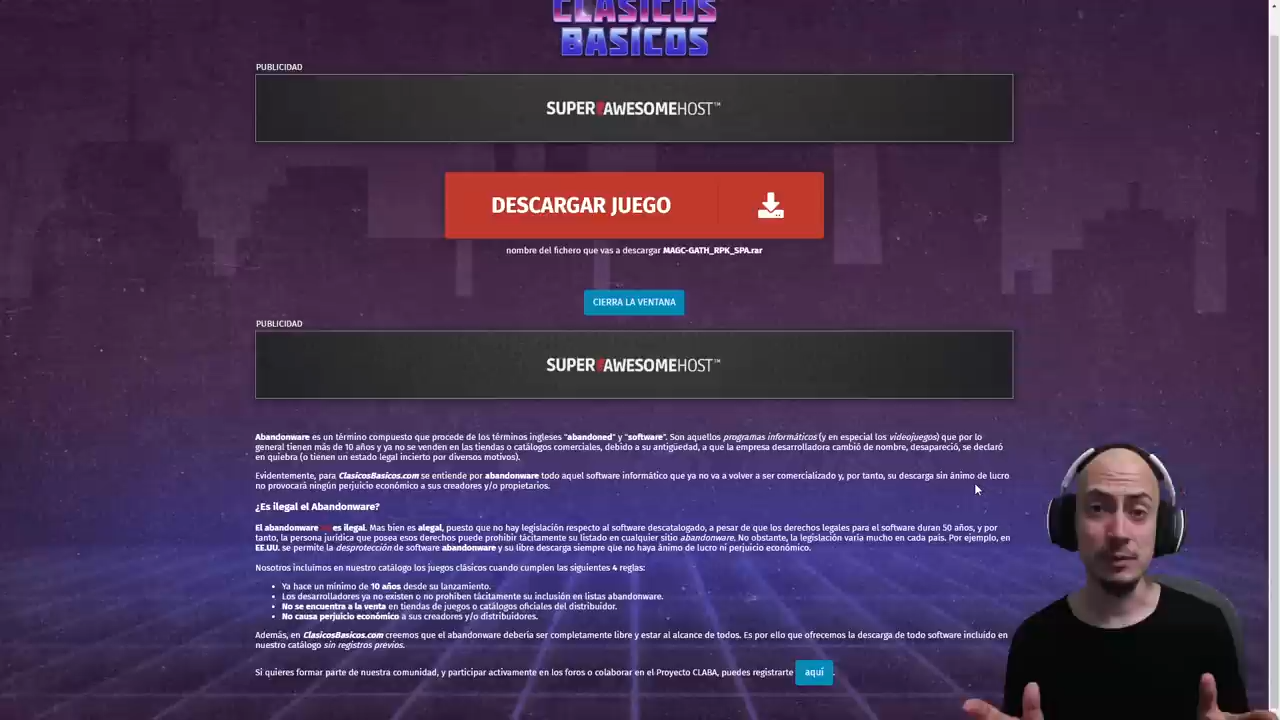 CLASICOS
BASICOS
PUBLICIDAD
SUPER AWESOMEHOST™
DESCARGAR JUEGO
nombre del fichero que vas a descargar MAGC-GATH_RPK_SPA.rar
CIERRA LA VENTANA
PUBLICIDAD
SUPER AWESOMEHOST™
Abandonware es un término compuesto que procede de los términos ingleses "abandoned" y "software". Son aquellos programas informáticos (y en especial los videojuegos) que por lo
general tienen más de 10 años y ya no se venden en las tiendas o catálogos comerciales, debido a su antigüedad, a que la empresa desarrolladora cambió de nombre, desapareció, se declaró
en quiebra (o tienen un estado legal incierto por diversos motivos).
Evidentemente, para ClasicosBasicos.com se entiende por abandonware todo aquel software informático que ya no va a volver a ser comercializado y, por tanto, su descarga sin ánimo de lucro
no provocará ningún perjuicio económico a sus creadores y/o propietarios.
¿Es ilegal el Abandonware?
El abandonware no es ilegal. Mas bien es alegal, puesto que no hay legislación respecto al software descatalogado, a pesar de que los derechos legales para el software duran 50 años, y por
tanto, la persona jurídica que posea esos derechos puede prohibir tácitamente su listado en cualquier sitio abandonware. No obstante, la legislación varía mucho en cada país. Por ejemplo, en
EE.UU. se permite la desprotección de software abandonware y su libre descarga siempre que no haya ánimo de lucro ni perjuicio económico.
Nosotros incluimos en nuestro catálogo los juegos clásicos cuando cumplen las siguientes 4 reglas:
Ya hace un mínimo de 10 años desde su lanzamiento.
Los desarrolladores ya no existen o no prohiben tácitamente su inclusión en listas abandonware.
No se encuentra a la venta en tiendas de juegos o catálogos oficiales del distribuidor.
No causa perjuicio económico a sus creadores y/o distribuidores.
Además, en ClasicosBasicos.com creemos que el abandonware debería ser completamente libre y estar al alcance de todos. Es por ello que ofrecemos la descarga de todo software incluido en
nuestro catálogo sin registros previos.
Si quieres formar parte de nuestra comunidad, y participar activamente en los foros o colaborar en el Proyecto CLABA, puedes registrarte aquí.